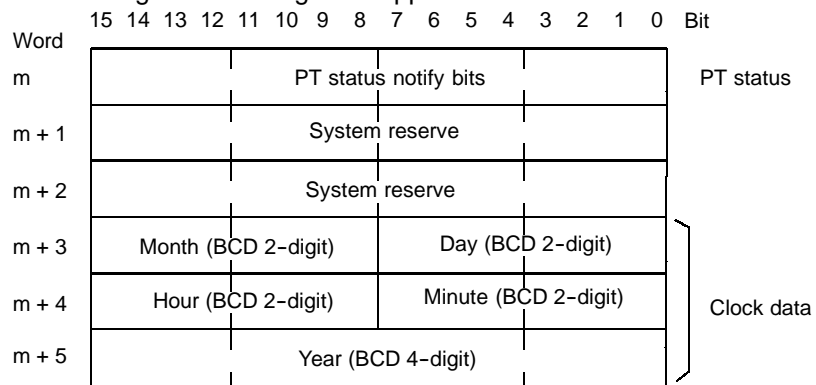 15 14 13 12 11 10 9 8 7 6 5 4 3 2 1 0 Bit
Word
m PT status notify bits PT status
m + 1 System reserve
m + 2 System reserve
m + 3 Month (BCD 2-digit) Day (BCD 2-digit)
m + 4 Hour (BCD 2-digit) Minute (BCD 2-digit)
Clock data
m + 5 Year (BCD 4-digit)